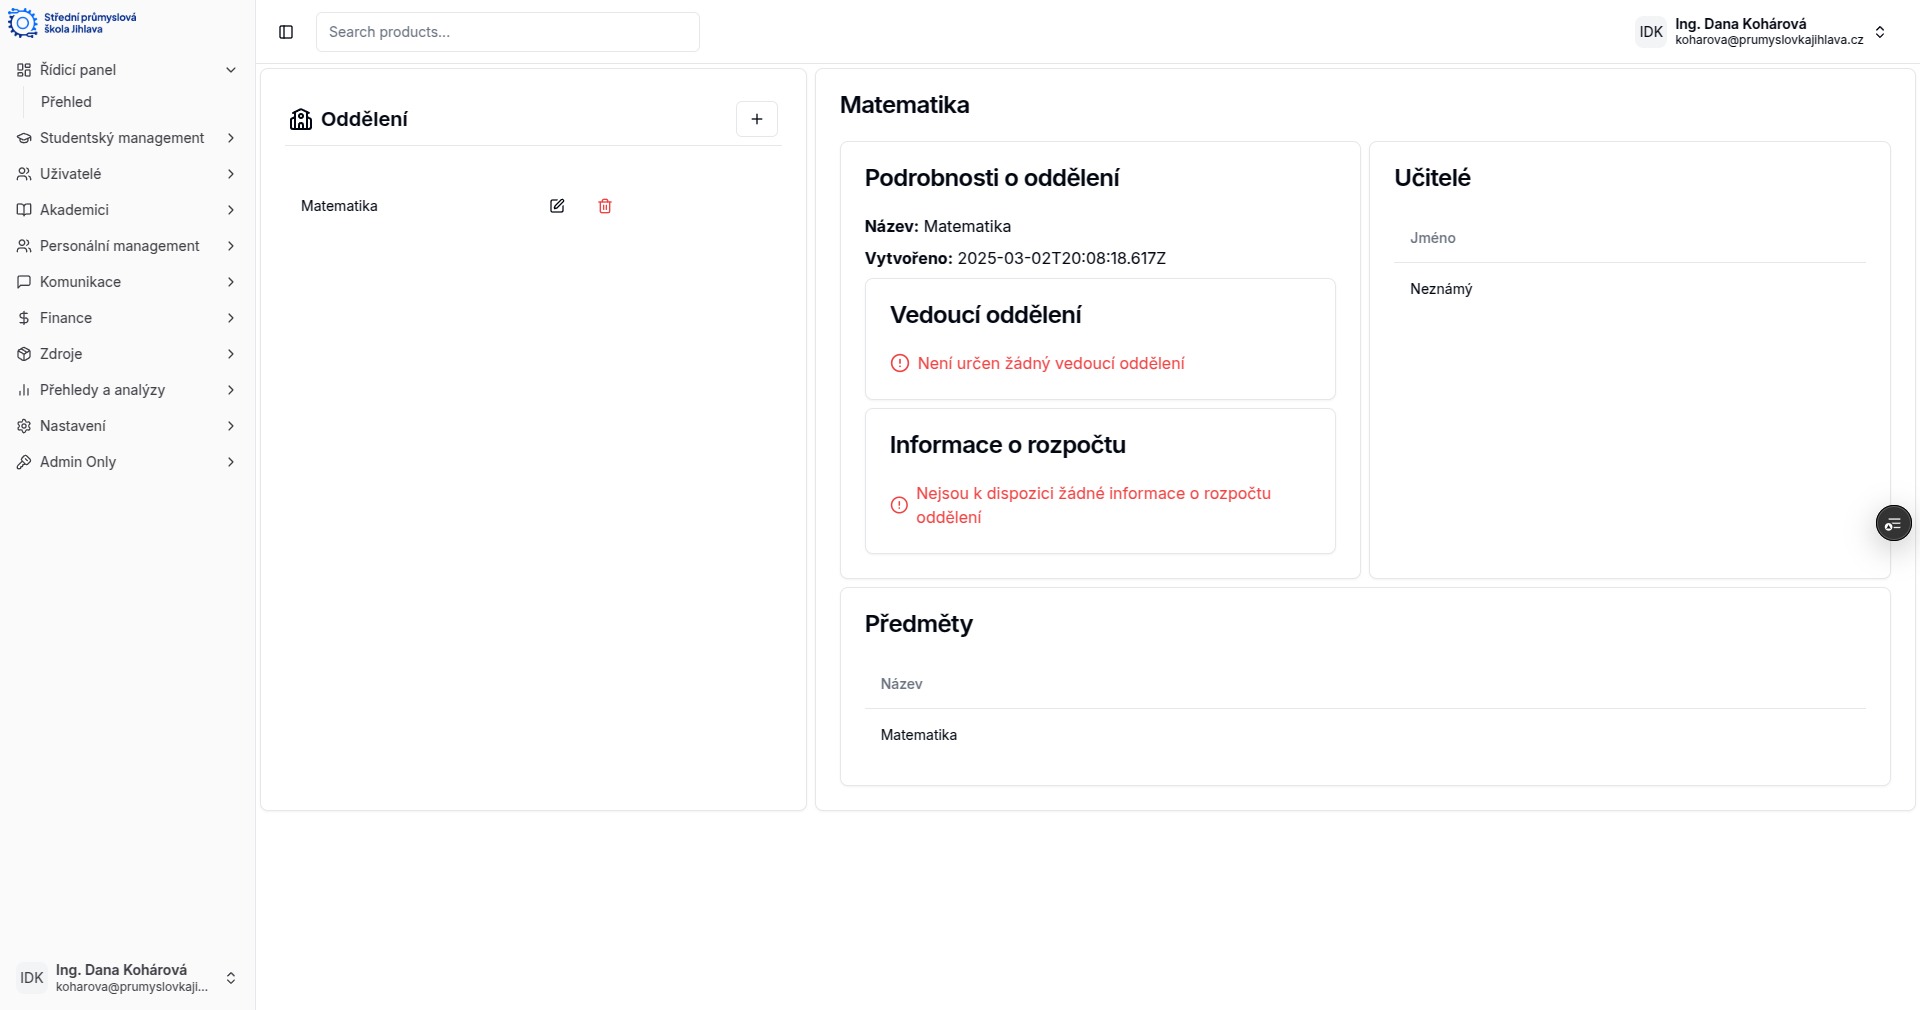 Střední průmyslová
škola Jihlava
Řídicí panel
Přehled
Studentský management
Uživatelé
Akademici
Personální management
Komunikace
Finance
Zdroje
Přehledy a analýzy
Nastavení
Admin Only
IDK
Ing. Dana Kohárová
koharova@prumyslovkaji...
Search products...
IDK
Ing. Dana Kohárová
koharova@prumyslovkajihlava.cz
Oddělení
Matematika
Matematika
Podrobnosti o oddělení
Název: Matematika
Vytvořeno: 2025-03-02T20:08:18.617Z
Vedoucí oddělení
Není určen žádný vedoucí oddělení
Informace o rozpočtu
Nejsou k dispozici žádné informace o rozpočtu
oddělení
Učitelé
Jméno
Neznámý
Předměty
Název
Matematika